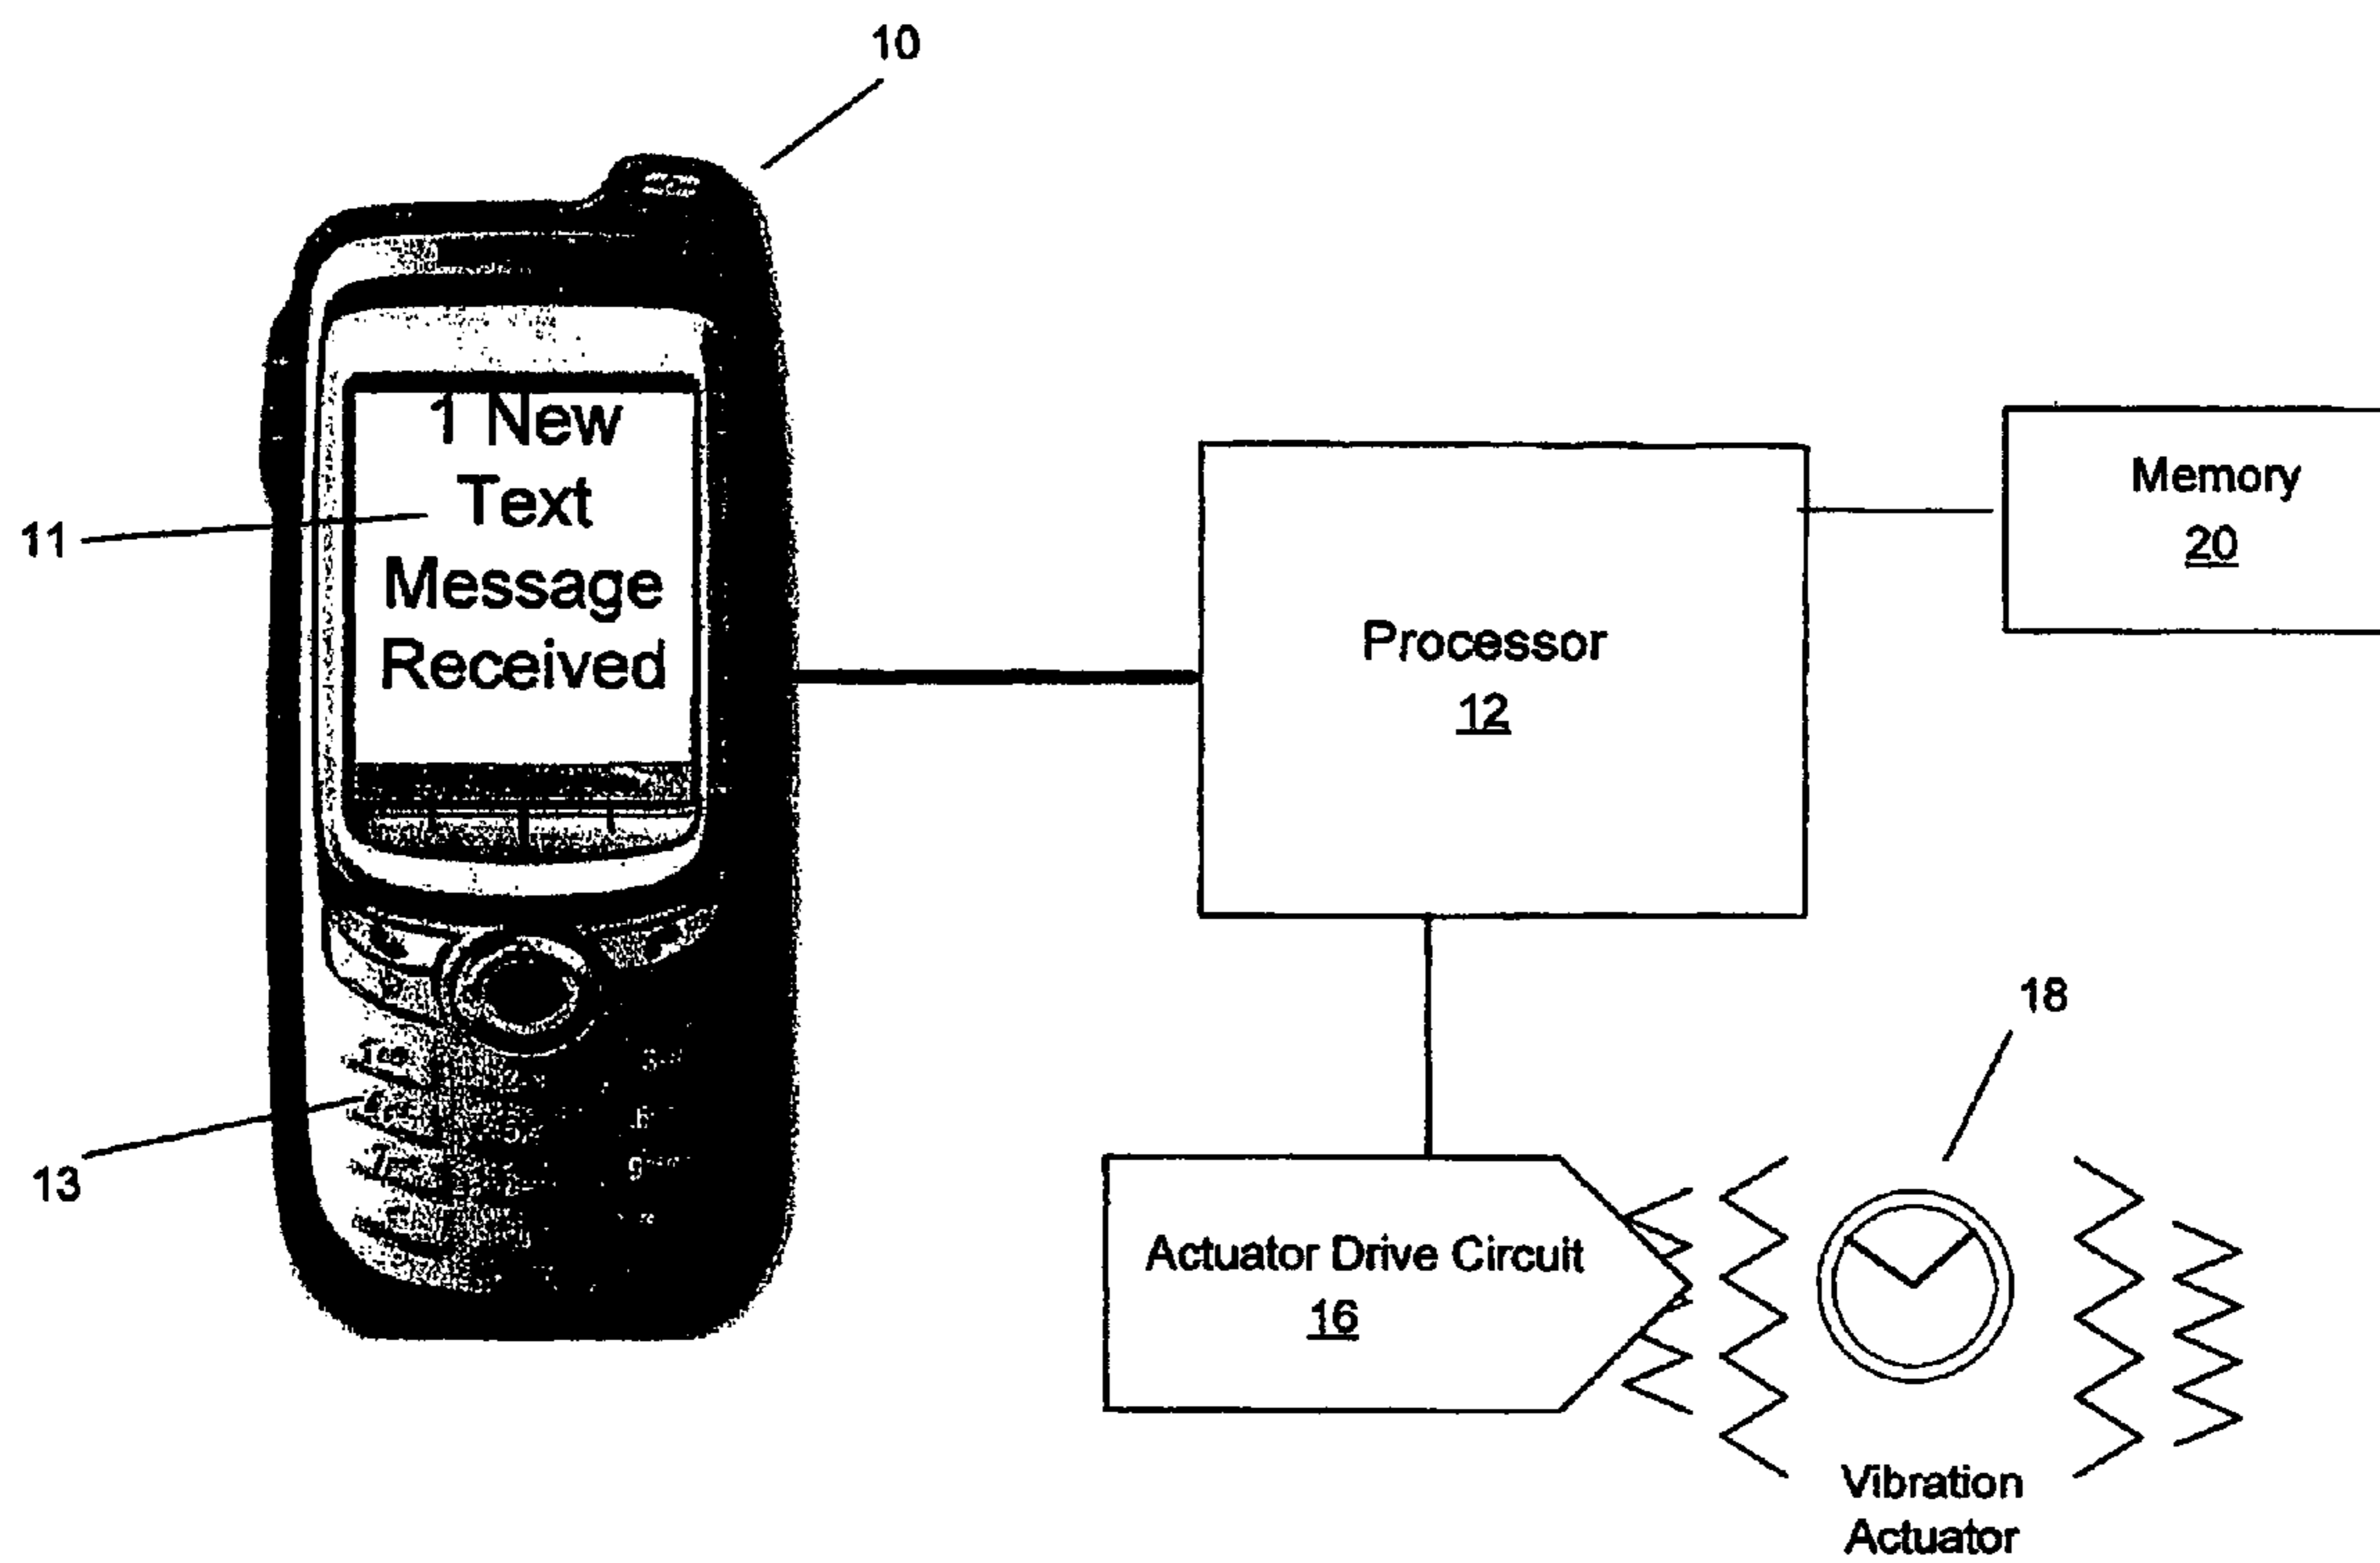 10
1 New
Text
Message
Received
11
13
Processor
12
Memory
20
18
Actuator Drive Circuit
16
Vibration
Actuator